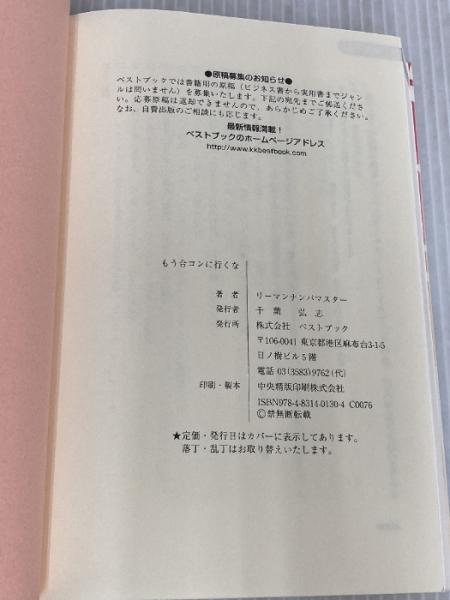 ●原稿募集のお知らせ●
ベストブックでは書籍用の原稿（ビジネス書から実用書までジャン
ルは問いません）を募集いたします。下記の宛先までご郵送くださ
い。応募原稿は返却できませんので、あらかじめご了承ください。
なお、自費出版のご相談にも応じます。
最新情報満載！
ベストブックのホームページアドレス
http://www.kkbestbook.com
もう合コンに行くな
著者 リーマンナンパマスター
発行者 千葉 弘志
発行所 株式会社 ベストブック
〒106-0041 東京都港区麻布台3-1-5
日ノ樹ビル5階
電話 03(3583)9762(代)
印刷・製本 中央精版印刷株式会社
ISBN978-4-8314-0130-4 C0076
©禁無断転載
★定価・発行日はカバーに表示してあります。
落丁・乱丁はお取り替えいたします。